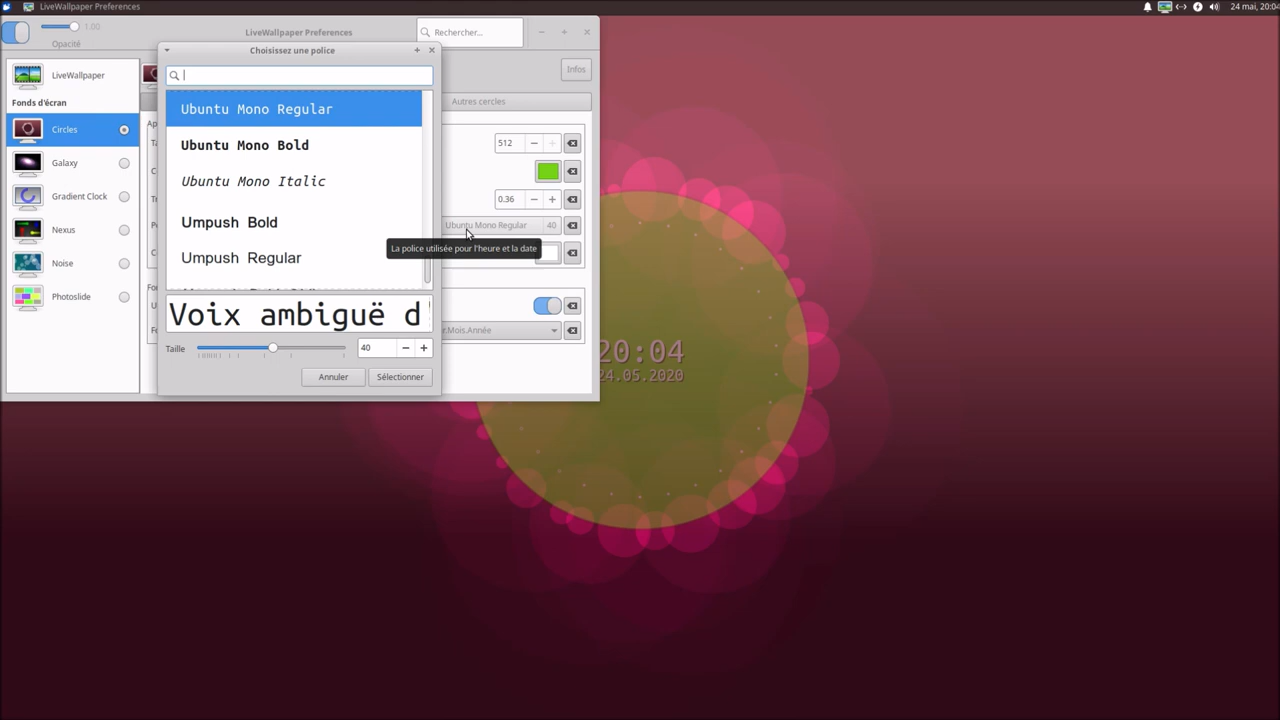 LiveWallpaper Preferences
24 mai, 20:04
1.00
Opacité
LiveWallpaper Preferences
Rechercher...
LiveWallpaper
Fonds d'écran
Circles
Galaxy
Gradient Clock
Nexus
Noise
Photoslide
Infos
Autres cercles
512
0.36
Ubuntu Mono Regular 40
La police utilisée pour l'heure et la date
r.Mois.Année
Choisissez une police
Ubuntu Mono Regular
Ubuntu Mono Bold
Ubuntu Mono Italic
Umpush Bold
Umpush Regular
Voix ambiguë d'
Taille
40
Annuler
Sélectionner
20:04
24.05.2020